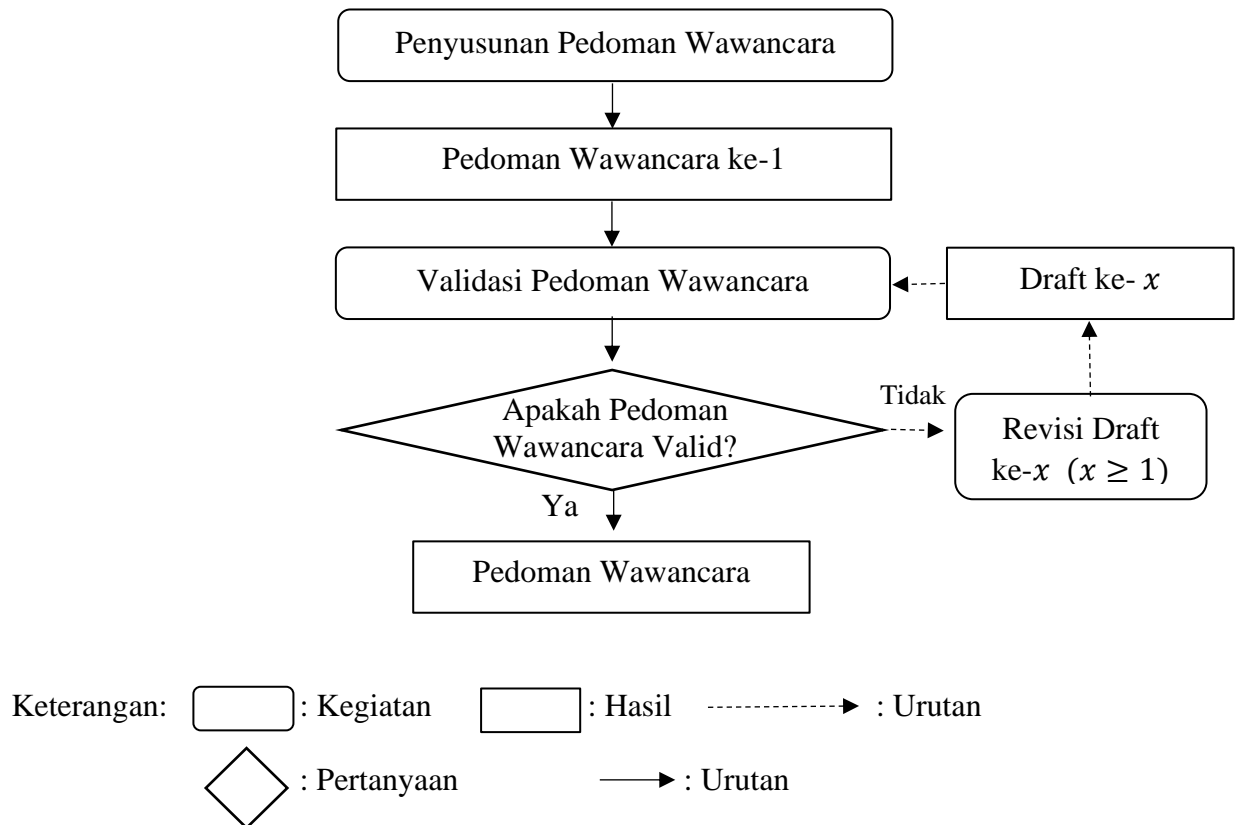 Penyusunan Pedoman Wawancara
Pedoman Wawancara ke-1
Validasi Pedoman Wawancara
Draft ke- 𝑥
Apakah Pedoman
Wawancara Valid?
Tidak
Revisi Draft
ke-𝑥 (𝑥 ≥ 1)
Ya
Pedoman Wawancara
Keterangan: : Kegiatan : Hasil : Urutan
: Pertanyaan : Urutan